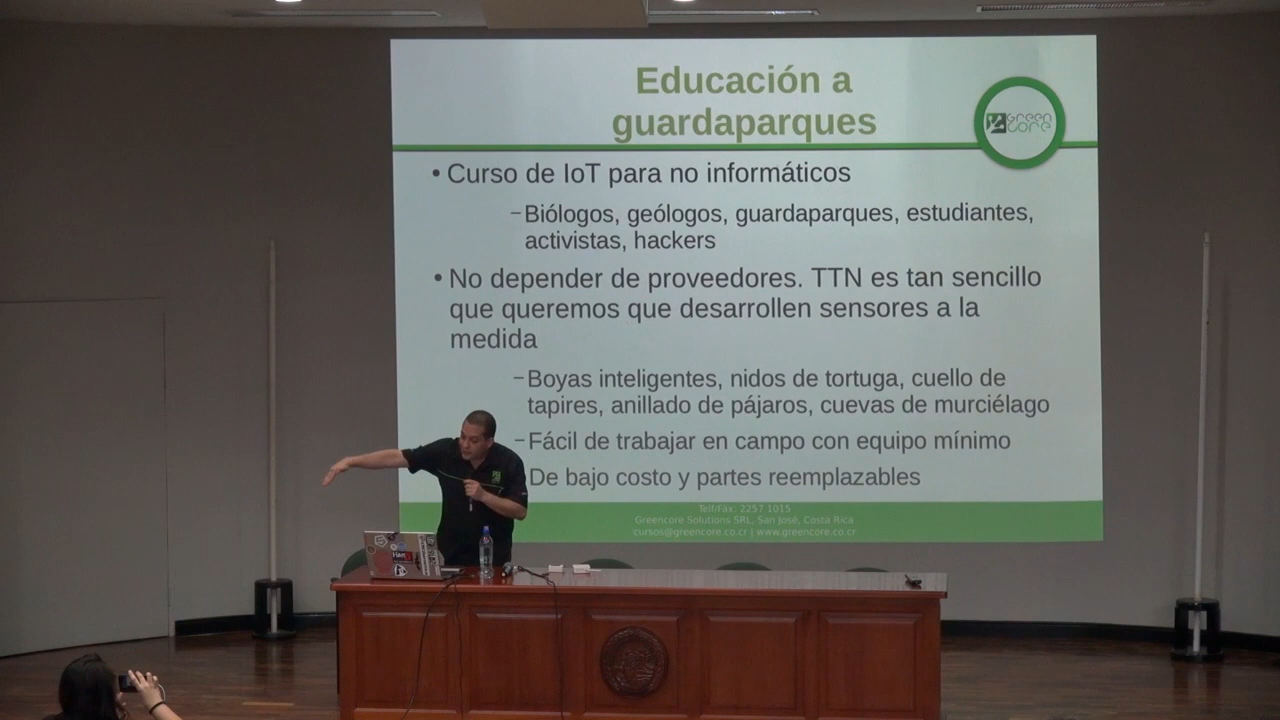 Educación a
guardaparques
GREEN
CORE
• Curso de IoT para no informáticos
–Biólogos, geólogos, guardaparques, estudiantes,
activistas, hackers
• No depender de proveedores. TTN es tan sencillo
que queremos que desarrollen sensores a la
medida
–Boyas inteligentes, nidos de tortuga, cuello de
tapires, anillado de pájaros, cuevas de murciélago
–Fácil de trabajar en campo con equipo mínimo
De bajo costo y partes reemplazables
Telf/Fax: 2257 1015
Greencore Solutions SRL, San José, Costa Rica
cursos@greencore.co.cr | www.greencore.co.cr